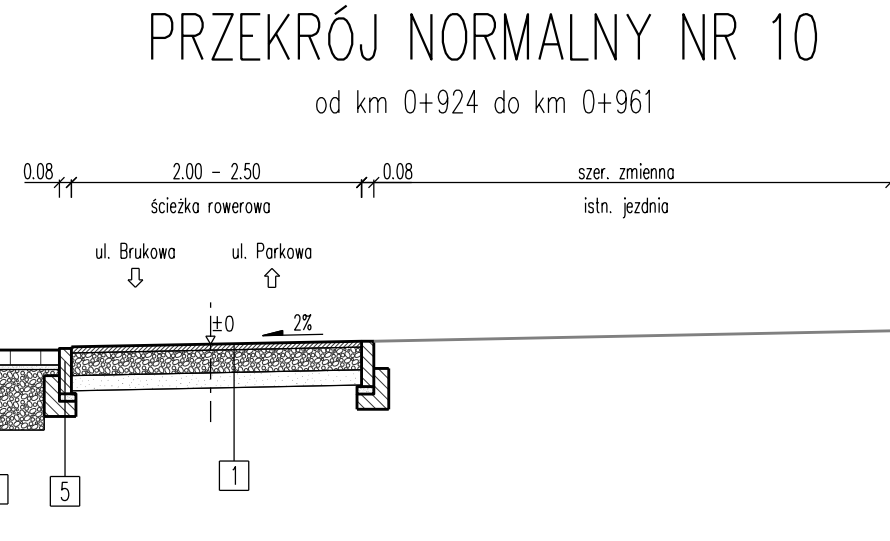 PRZEKRÓJ NORMALNY NR 10
od km 0+924 do km 0+961
0.08 2.00 - 2.50 0.08 szer. zmienna
ścieżka rowerowa istn. jezdnia
ul. Brukowa ul. Parkowa
±0 2%
1
5